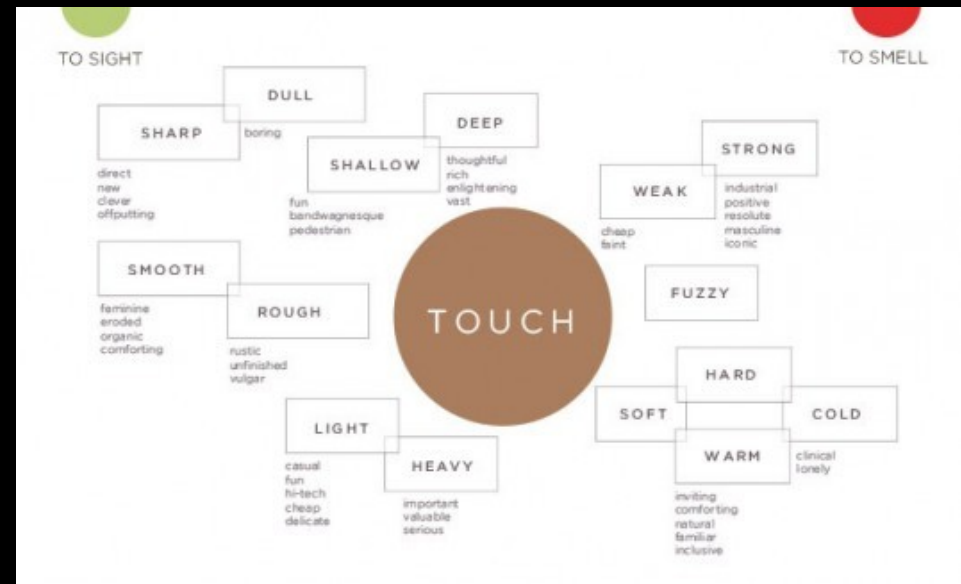 TO SIGHT
TO SMELL
DULL
boring
SHARP
direct
new
clever
offputting
DEEP
thoughtful
rich
enlightening
vast
SHALLOW
fun
bandwagnesque
pedestrian
STRONG
industrial
positive
resolute
masculine
iconic
WEAK
cheap
faint
SMOOTH
feminine
eroded
organic
comforting
ROUGH
rustic
unfinished
vulgar
TOUCH
FUZZY
LIGHT
casual
fun
hi-tech
cheap
delicate
HEAVY
important
valuable
serious
HARD
SOFT
COLD
clinical
lonely
WARM
inviting
comforting
natural
familiar
inclusive